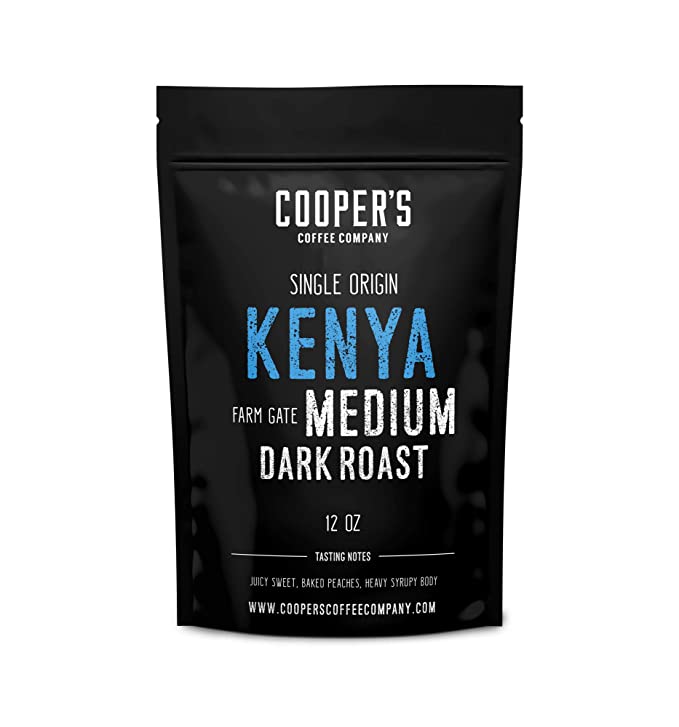 COOPER'S
COFFEE COMPANY
SINGLE ORIGIN
KENYA
FARM GATE MEDIUM
DARK ROAST
12 OZ
TASTING NOTES
JUICY SWEET, BAKED PEACHES, HEAVY SYRUPY BODY
WWW.COOPERSCOFFEECOMPANY.COM